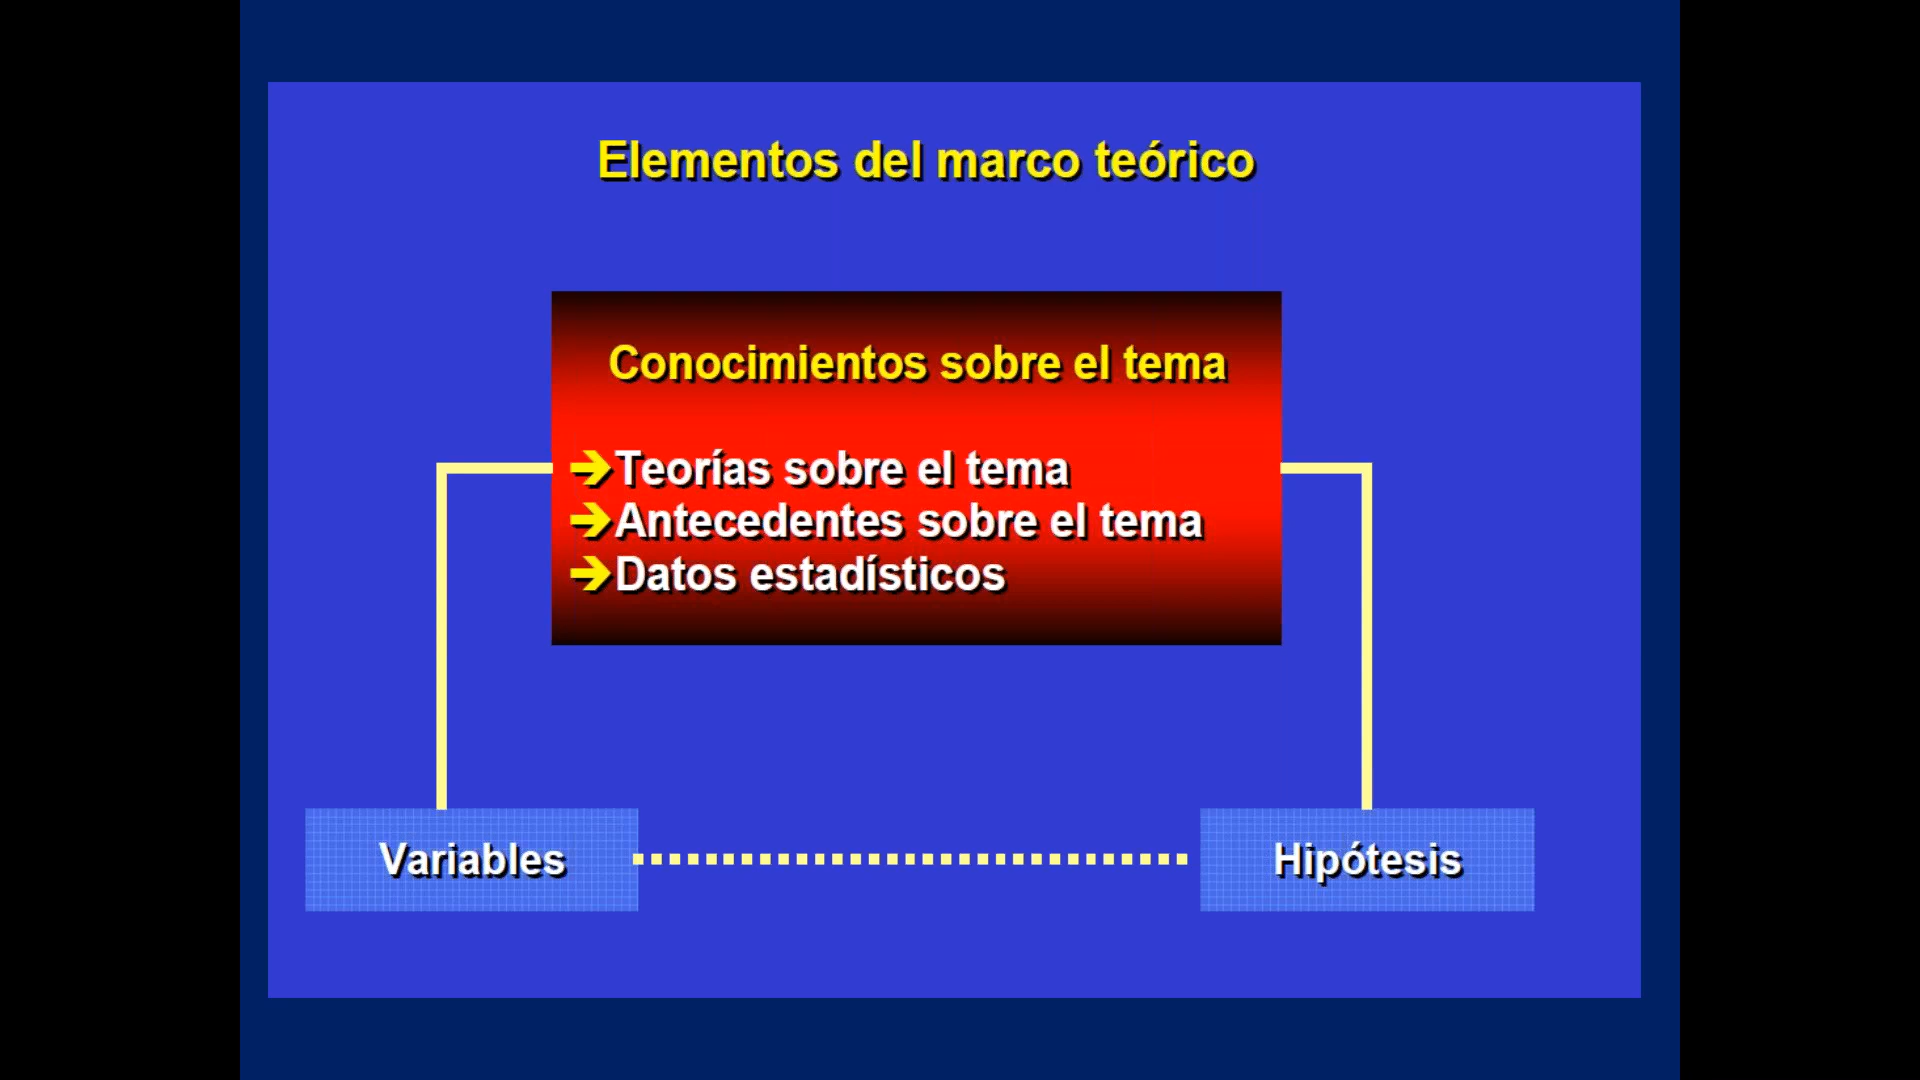 Elementos del marco teórico
Conocimientos sobre el tema
➔Teorías sobre el tema
➔Antecedentes sobre el tema
➔Datos estadísticos
Variables
Hipótesis